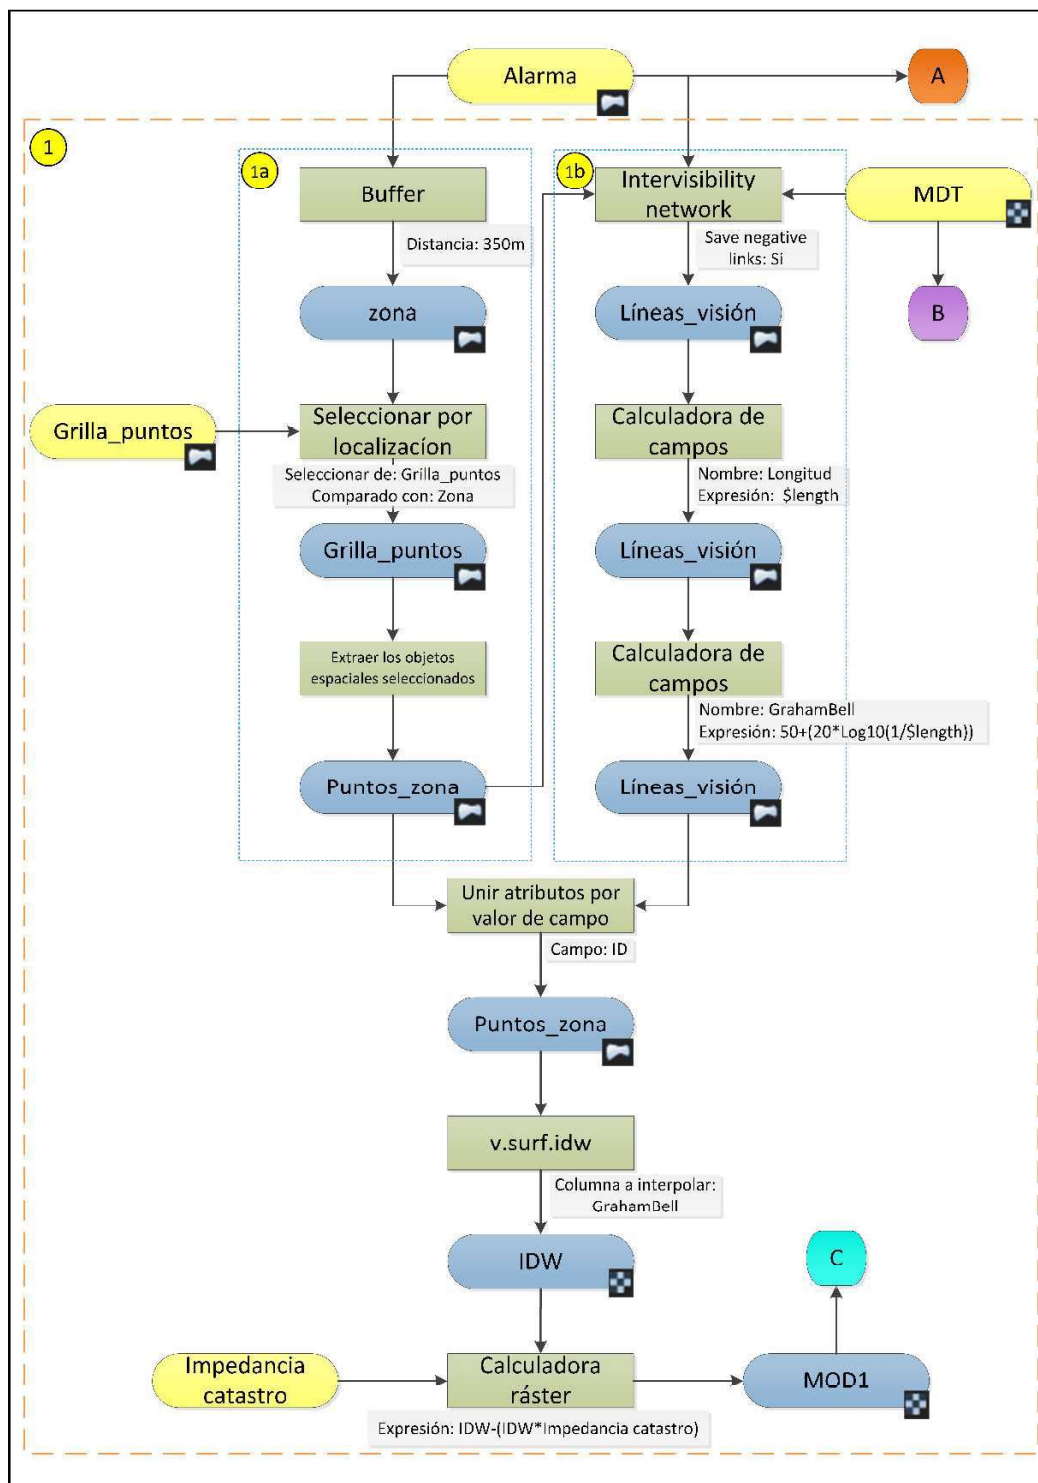 Alarma
A
1
1a
1b
Buffer
Intervisibility
network
MDT
Distancia: 350m
Save negative
links: Si
zona
Líneas_visión
B
Grilla_puntos
Seleccionar por
localizacíon
Calculadora de
campos
Seleccionar de: Grilla_puntos
Comparado con: Zona
Nombre: Longitud
Expresión: $length
Grilla_puntos
Líneas_visión
Extraer los objetos
espaciales seleccionados
Calculadora de
campos
Nombre: GrahamBell
Expresión: 50+(20*Log10(1/$length))
Puntos_zona
Líneas_visión
Unir atributos por
valor de campo
Campo: ID
Puntos_zona
v.surf.idw
Columna a interpolar:
GrahamBell
IDW
C
Impedancia
catastro
Calculadora
ráster
MOD1
Expresión: IDW-(IDW*Impedancia catastro)